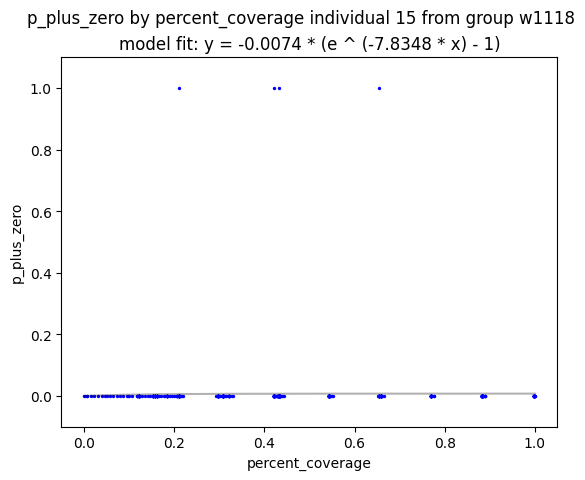 p_plus_zero by percent_coverage individual 15 from group w1118
model fit: y = -0.0074 * (e ^ (-7.8348 * x) - 1)
1.0
0.8
0.6
0.4
0.2
0.0
p_plus_zero
0.0 0.2 0.4 0.6 0.8 1.0
percent_coverage